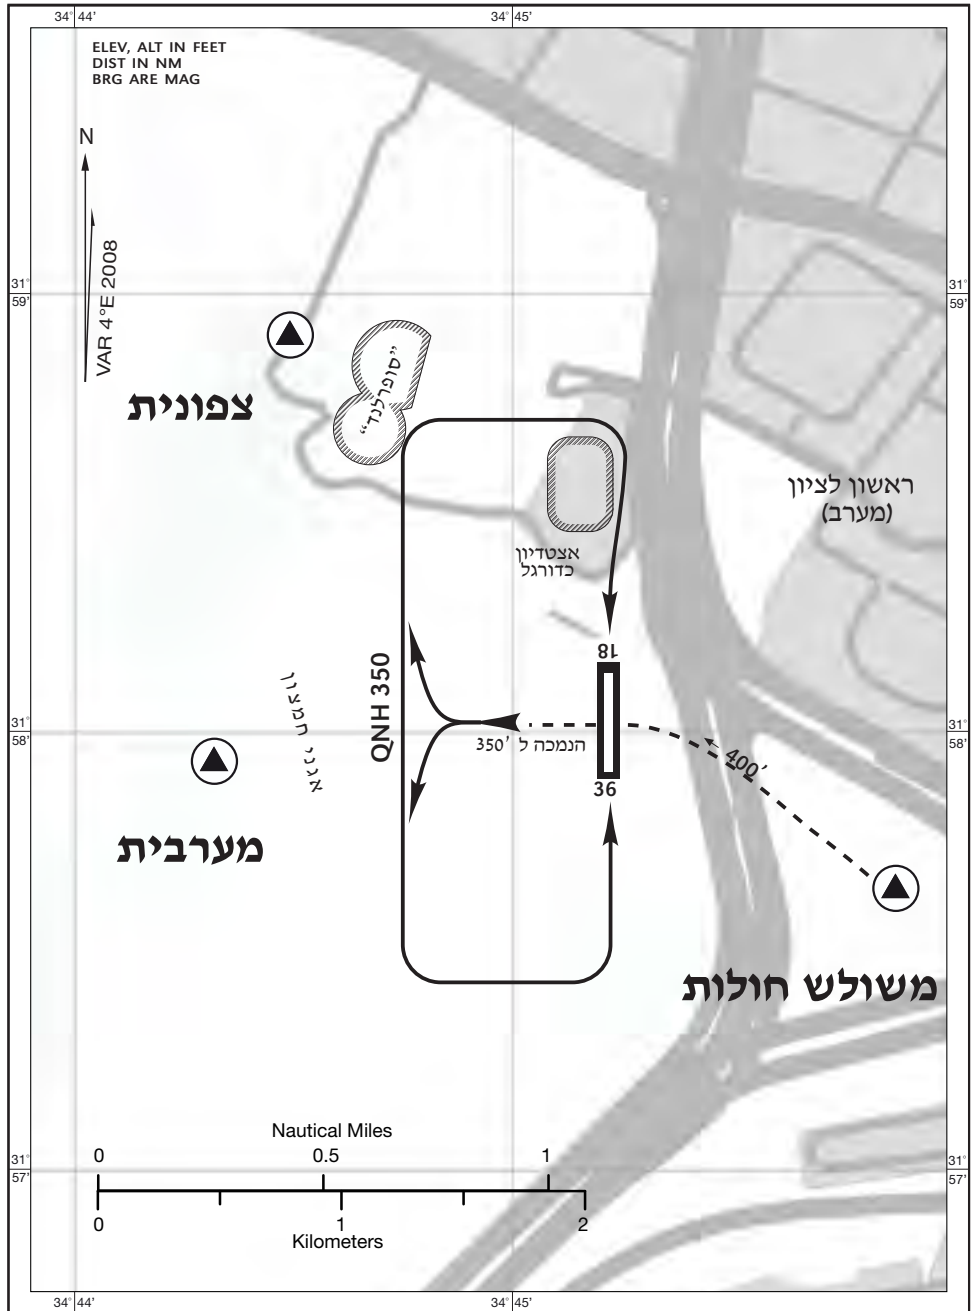 34° 44'
34° 45'
ELEV, ALT IN FEET
DIST IN NM
BRG ARE MAG
N
VAR 4°E 2008
31°
59'
31°
59'
"סופרלנד"
צפונית
ראשון לציון
(מערב)
אצטדיון
כדורגל
18
QNH 350
אגני חמצון
31°
58'
31°
58'
הנמכה ל 350'
400'
36
מערבית
משולש חולות
Nautical Miles
0
0.5
1
31°
57'
31°
57'
0
1
2
Kilometers
34° 44'
34° 45'